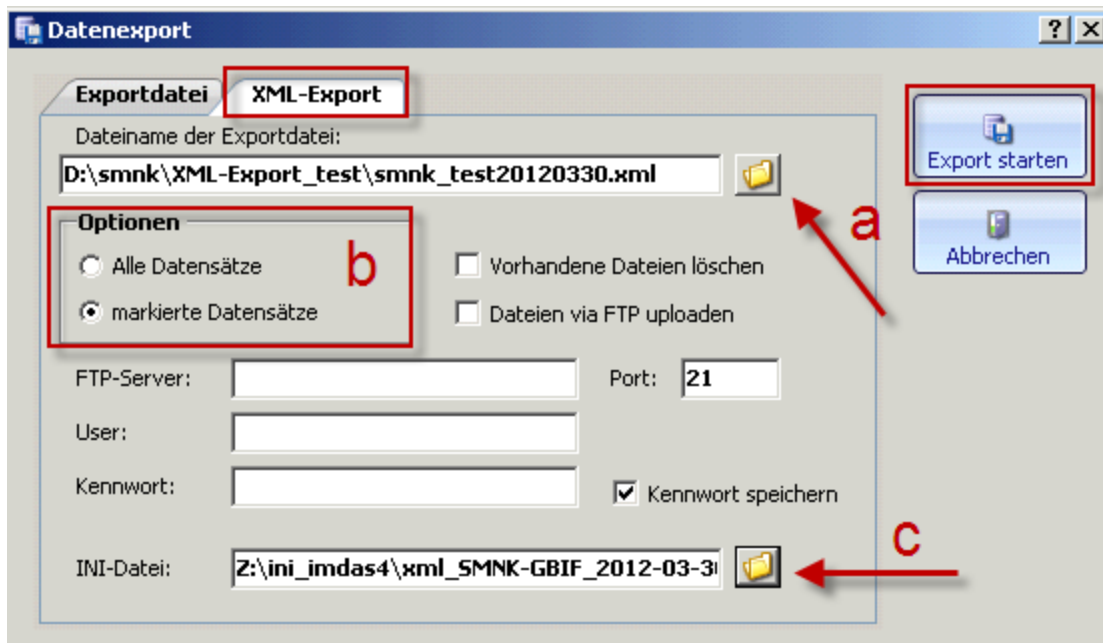 Datenexport
Exportdatei XML-Export
Dateiname der Exportdatei:
D:\smnk\XML-Export_test\smnk_test20120330.xml
Export starten
a
Optionen
b
Alle Datensätze Vorhandene Dateien löschen
Abbrechen
markierte Datensätze Dateien via FTP uploaden
FTP-Server: Port: 21
User:
Kennwort: Kennwort speichern
c
INI-Datei: Z:\ini_imdas4\xml_SMNK-GBIF_2012-03-3